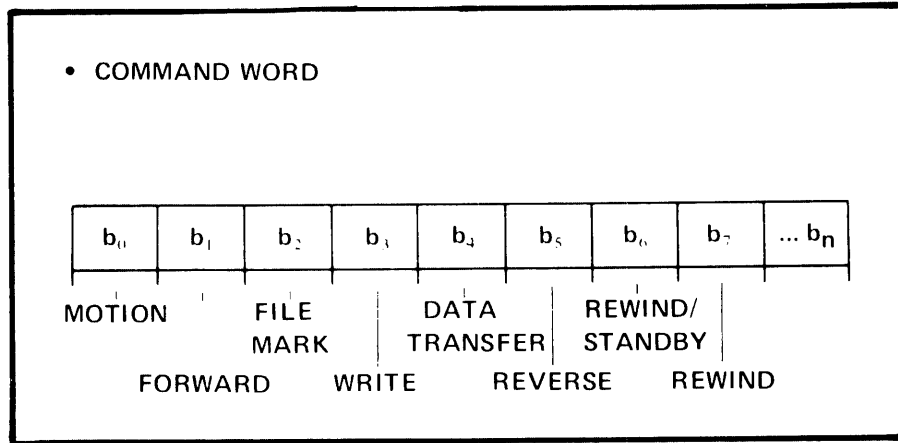 • COMMAND WORD
b₀ b₁ b₂ b₃ b₄ b₅ b₆ b₇ ... bn
MOTION FILE DATA REWIND/
MARK TRANSFER STANDBY
FORWARD WRITE REVERSE REWIND